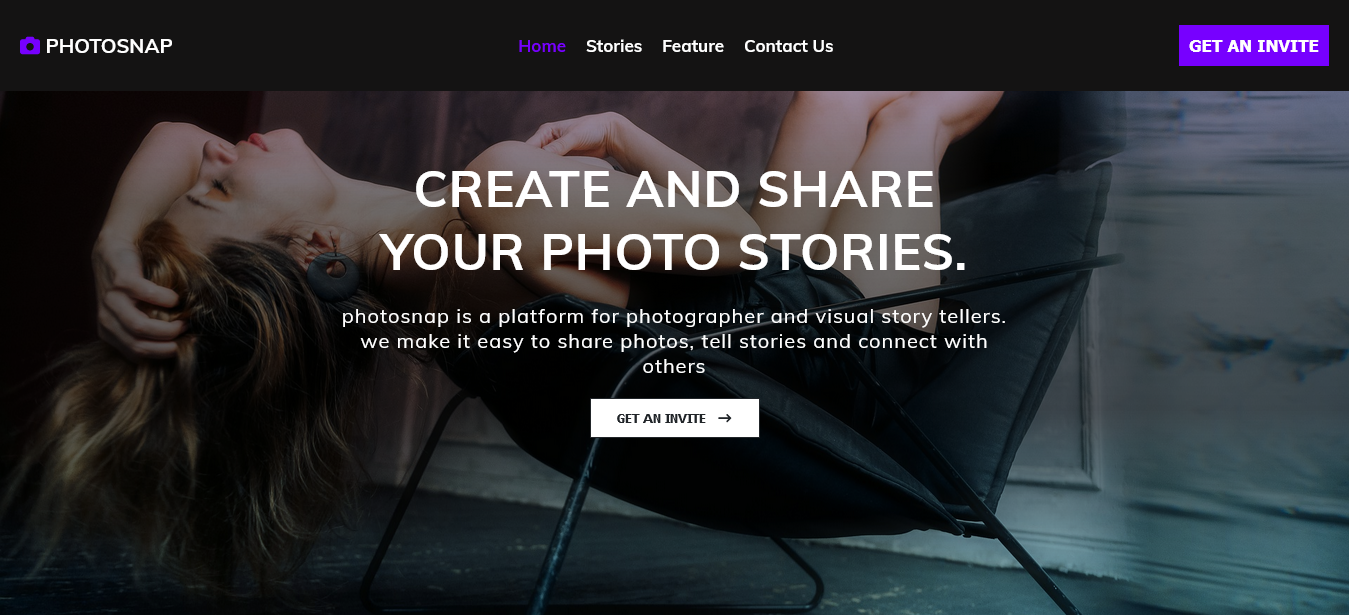 PHOTOSNAP
Home Stories Feature Contact Us
GET AN INVITE
CREATE AND SHARE
YOUR PHOTO STORIES.
photosnap is a platform for photographer and visual story tellers.
we make it easy to share photos, tell stories and connect with
others
GET AN INVITE →